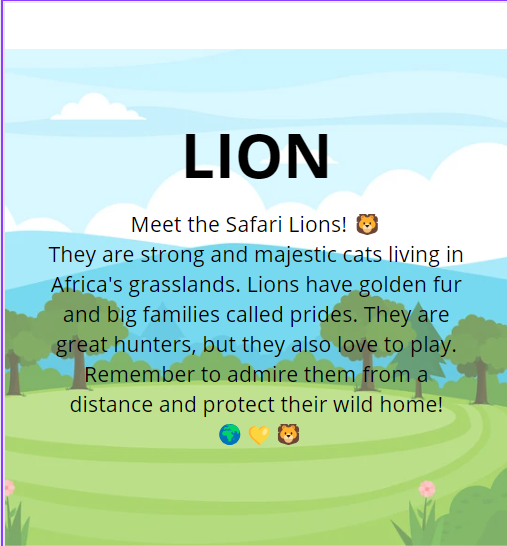 LION
Meet the Safari Lions! 🦁
They are strong and majestic cats living in
Africa's grasslands. Lions have golden fur
and big families called prides. They are
great hunters, but they also love to play.
Remember to admire them from a
distance and protect their wild home!
🌍 💛 🦁